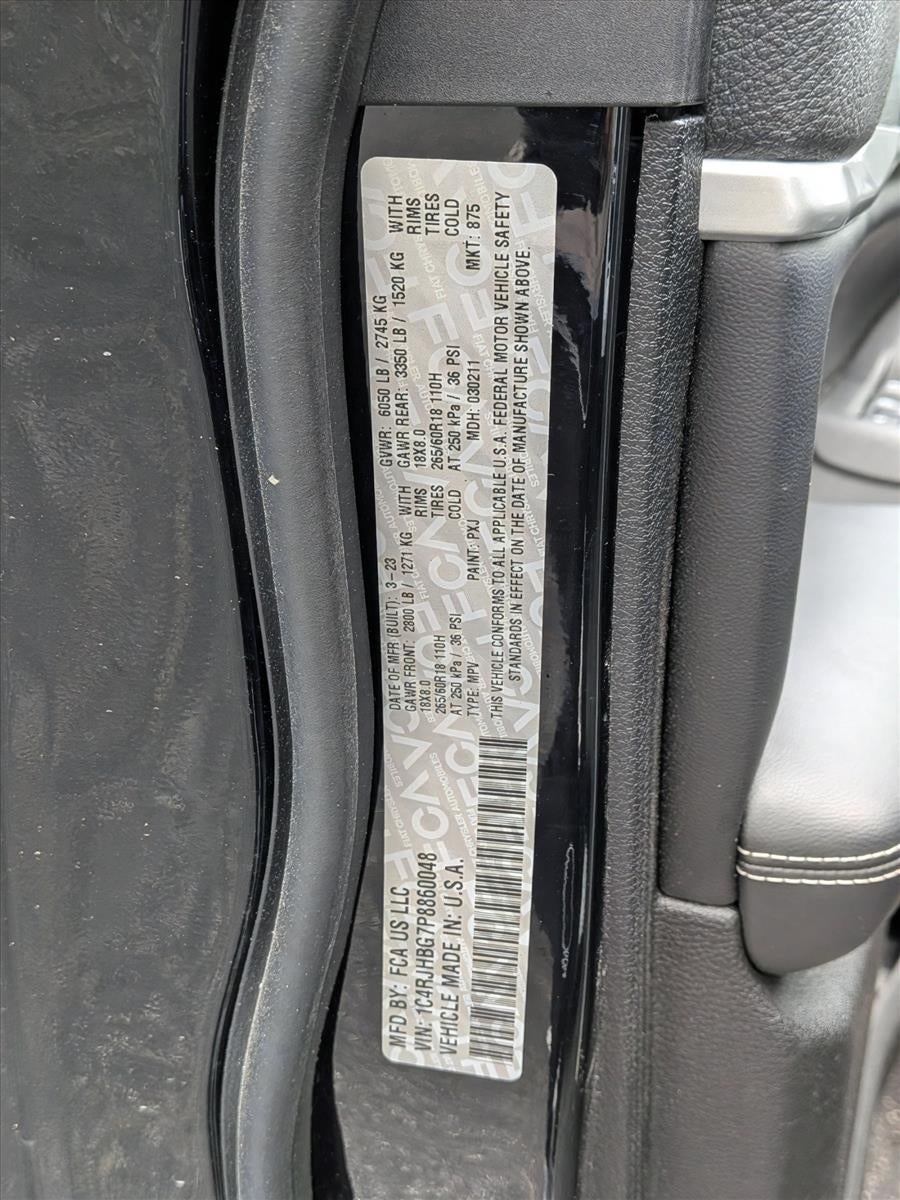 MFD BY: FCA US LLC
VIN: 1C4RJHBG7P8860048
VEHICLE MADE IN: U.S.A.
DATE OF MFR (BUILT): 3-23 GVWR: 6050 LB / 2745 KG
GAWR FRONT: 2800 LB / 1271 KG WITH GAWR REAR: 3350 LB / 1520 KG WITH
18X8.0 RIMS 18X8.0 RIMS
265/60R18 110H TIRES 265/60R18 110H TIRES
AT 250 kPa / 36 PSI COLD AT 250 kPa / 36 PSI COLD
TYPE: MPV PAINT: PXJ MDH: 030211 MKT: 875
THIS VEHICLE CONFORMS TO ALL APPLICABLE U.S.A. FEDERAL MOTOR VEHICLE SAFETY
STANDARDS IN EFFECT ON THE DATE OF MANUFACTURE SHOWN ABOVE.